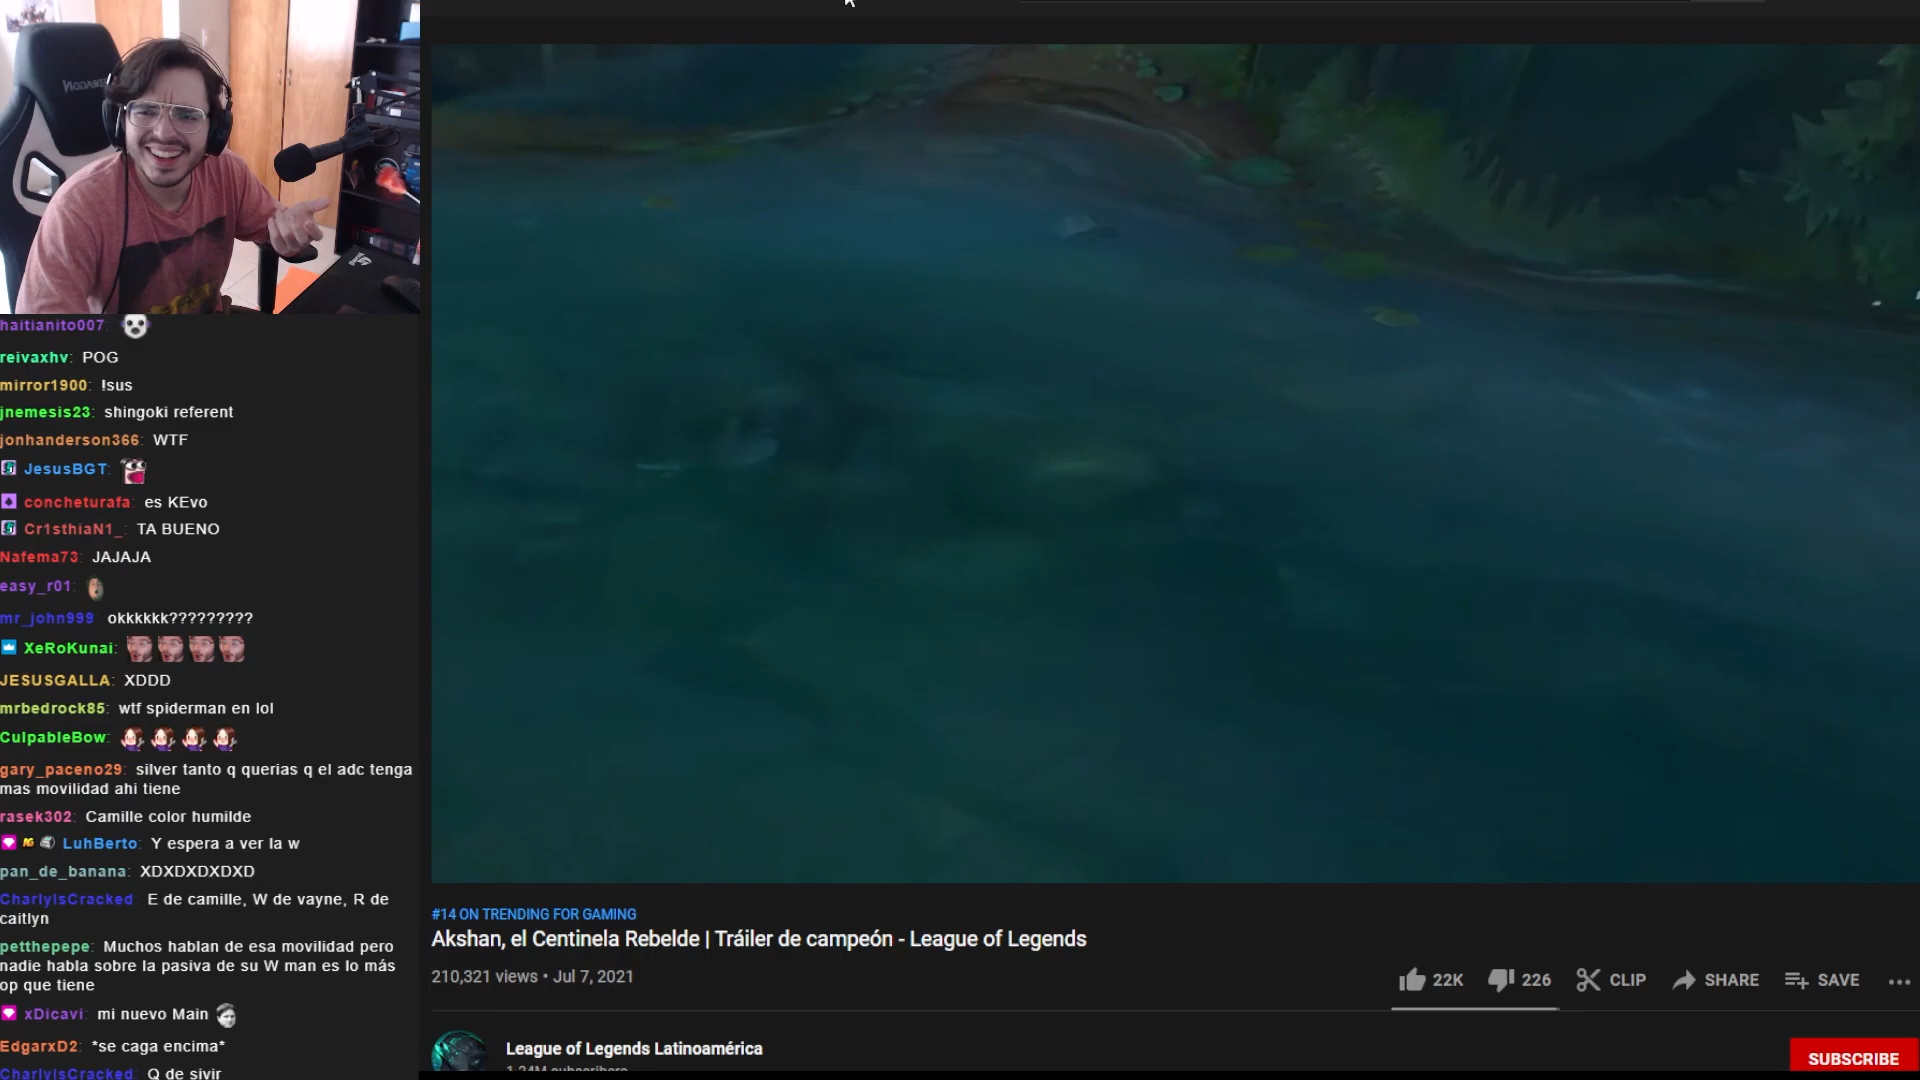 haitianito007:
reivaxhv: POG
mirror1900: !sus
jnemesis23: shingoki referent
jonhanderson366: WTF
JesusBGT:
concheturafa: es KEvo
Cr1sthiaN1_: TA BUENO
Nafema73: JAJAJA
easy_r01:
mr_john999: okkkkkk?????????
XeRoKunai:
JESUSGALLA: XDDD
mrbedrock85: wtf spiderman en lol
CulpableBow:
gary_paceno29: silver tanto q querias q el adc tenga
mas movilidad ahi tiene
rasek302: Camille color humilde
LuhBerto: Y espera a ver la w
pan_de_banana: XDXDXDXDXD
CharlyIsCracked: E de camille, W de vayne, R de
caitlyn
petthepepe: Muchos hablan de esa movilidad pero
nadie habla sobre la pasiva de su W man es lo más
op que tiene
xDicavi: mi nuevo Main
EdgarxD2: *se caga encima*
CharlyIsCracked: Q de sivir
#14 ON TRENDING FOR GAMING
Akshan, el Centinela Rebelde | Tráiler de campeón - League of Legends
210,321 views • Jul 7, 2021
22K 226 CLIP SHARE SAVE
League of Legends Latinoamérica
1.24M subscribers
SUBSCRIBE